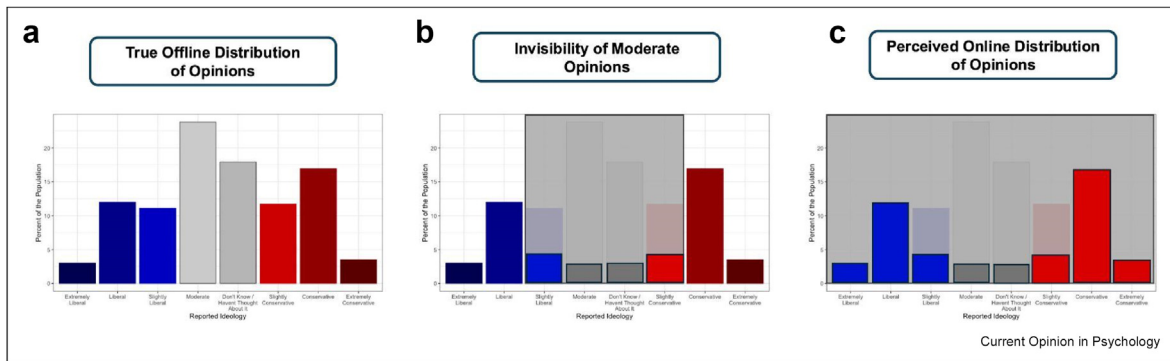 a
True Offline Distribution
of Opinions
Percent of the Population
20
15
10
5
0
Extremely
Liberal
Liberal
Slightly
Liberal
Moderate
Don't Know /
Havent Thought
About It
Slightly
Conservative
Conservative
Extremely
Conservative
Reported Ideology
b
Invisibility of Moderate
Opinions
Percent of the Population
20
15
10
5
0
Extremely
Liberal
Liberal
Slightly
Liberal
Moderate
Don't Know /
Havent Thought
About It
Slightly
Conservative
Conservative
Extremely
Conservative
Reported Ideology
c
Perceived Online Distribution
of Opinions
Percent of the Population
20
15
10
5
0
Extremely
Liberal
Liberal
Slightly
Liberal
Moderate
Don't Know /
Havent Thought
About It
Slightly
Conservative
Conservative
Extremely
Conservative
Reported Ideology
Current Opinion in Psychology